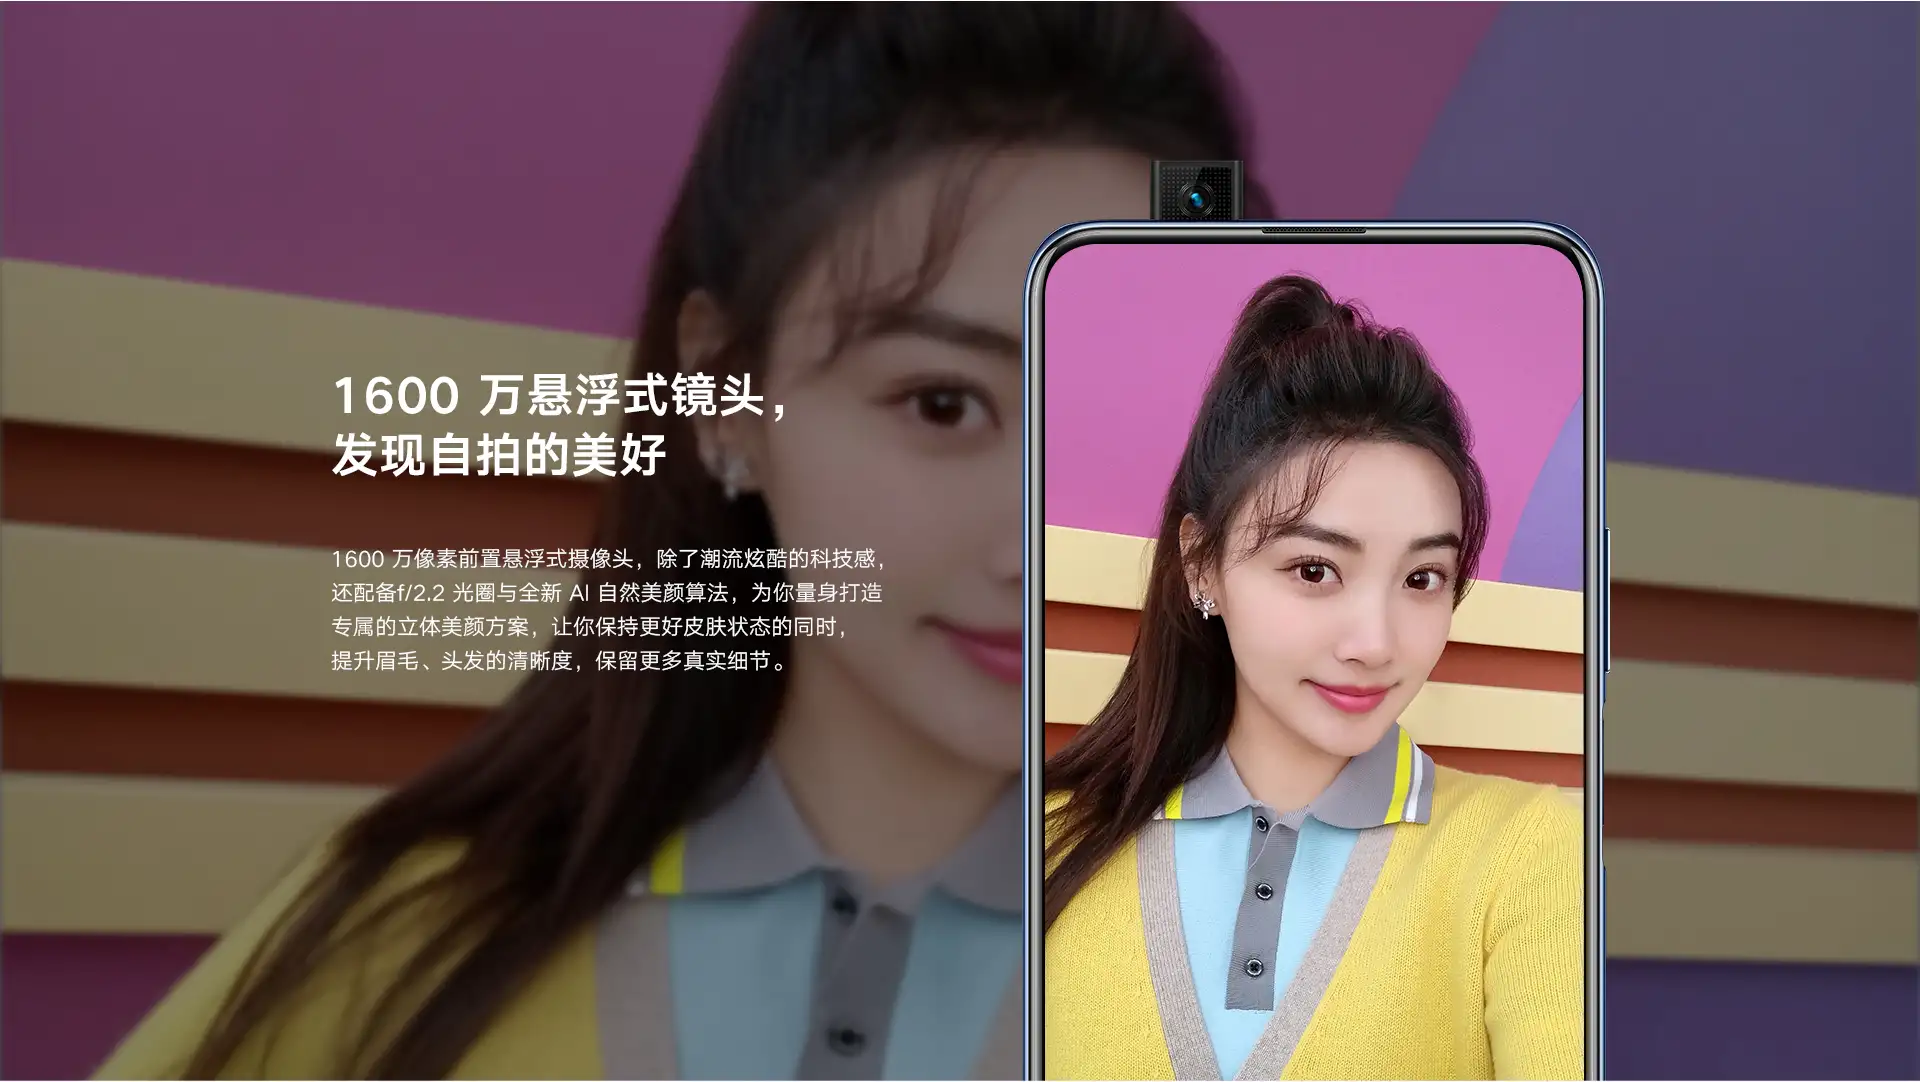 1600 万悬浮式镜头，
发现自拍的美好
1600 万像素前置悬浮式摄像头，除了潮流炫酷的科技感，
还配备f/2.2 光圈与全新 AI 自然美颜算法，为你量身打造
专属的立体美颜方案，让你保持更好皮肤状态的同时，
提升眉毛、头发的清晰度，保留更多真实细节。